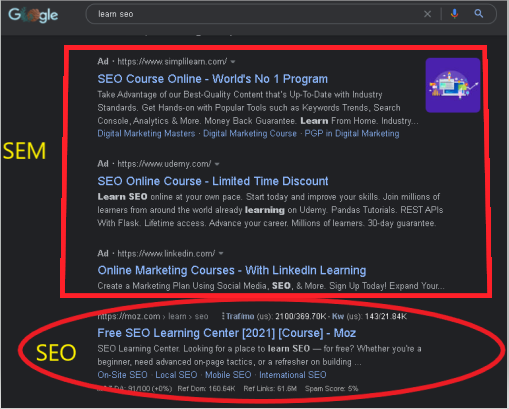 Google
learn seo
Ad · https://www.simplilearn.com/
SEO Course Online - World's No 1 Program
Take Advantage of our Best-Quality Content that's Up-To-Date with Industry
Standards. Get Hands-on with Popular Tools such as Keywords Trends, Search
Console, Analytics & More. Money Back Guarantee. Learn From Home. Industry...
Digital Marketing Masters · Digital Marketing Course · PGP in Digital Marketing
SEM
Ad · https://www.udemy.com/
SEO Online Course - Limited Time Discount
Learn SEO online at your own pace. Start today and improve your skills. Join millions of
learners from around the world already learning on Udemy. Pandas Tutorials. REST APIs
With Flask. Lifetime access. Advance your career. Millions of learners. 30-day guarantee.
Ad · https://www.linkedin.com/
Online Marketing Courses - With LinkedIn Learning
Create a Marketing Plan Using Social Media, SEO, & More. Sign Up Today! Expand Your...
https://moz.com › learn › seo Traf/mo (us): 2100/369.70K · Kw (us): 143/21.84K
Free SEO Learning Center [2021] [Course] - Moz
SEO
SEO Learning Center. Looking for a place to learn SEO — for free? Whether you're a
beginner, need advanced on-page tactics, or a refresher on building ...
On-Site SEO · Local SEO · Mobile SEO · International SEO
DA: 91/100 (+0%) Ref Dom: 160.64K Ref Links: 61.6M Spam Score: 5%